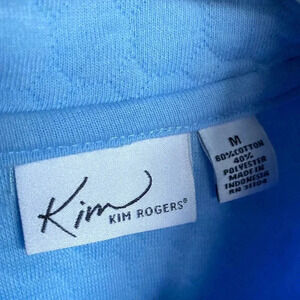 Kim
KIM ROGERS®
M
60%COTTON
40%
POLYESTER
MADE IN
INDONESIA